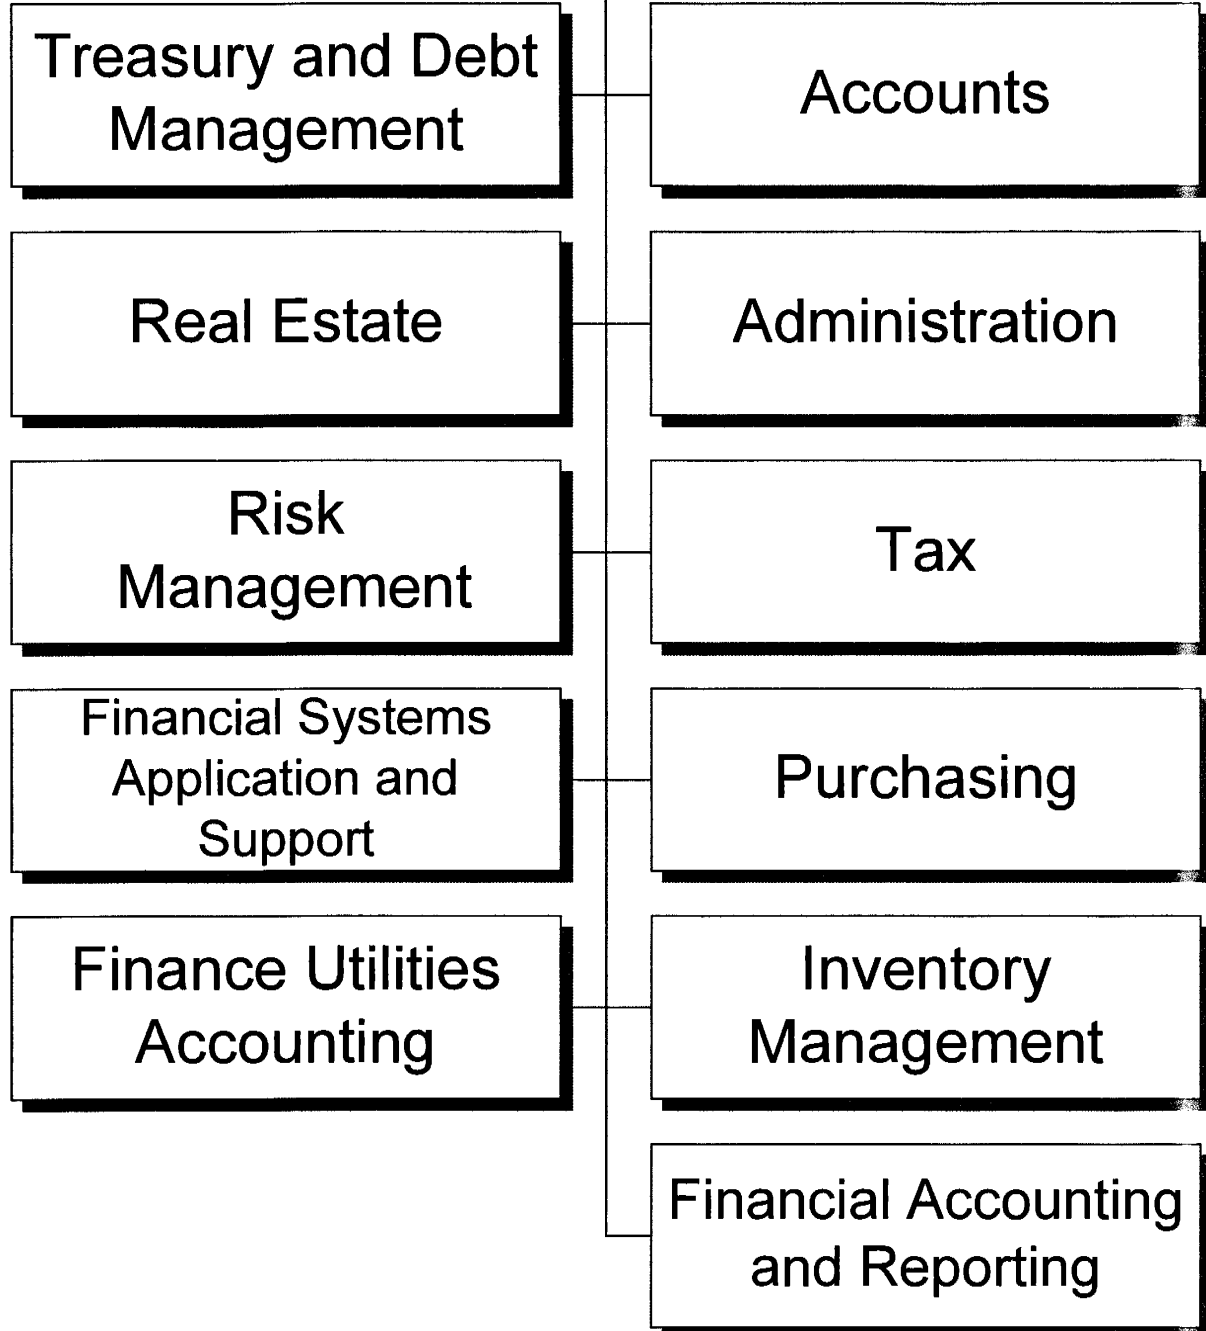 Treasury and Debt
Management
Accounts
Real Estate
Administration
Risk
Management
Tax
Financial Systems
Application and
Support
Purchasing
Finance Utilities
Accounting
Inventory
Management
Financial Accounting
and Reporting